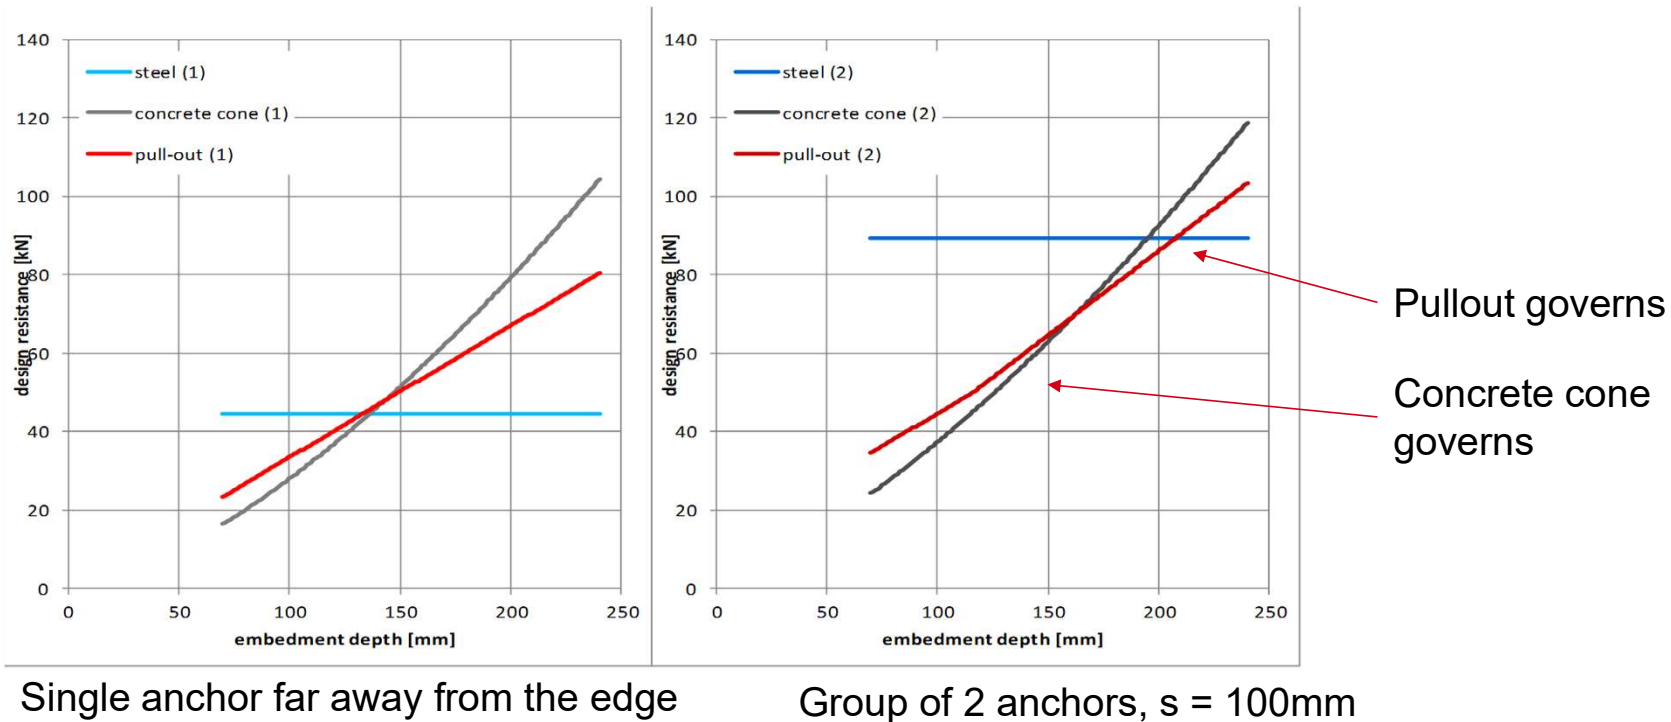 140
120
100
80
60
40
20
0
design resistance [kN]
steel (1)
concrete cone (1)
pull-out (1)
0 50 100 150 200 250
embedment depth [mm]
140
120
100
80
60
40
20
0
design resistance [kN]
steel (2)
concrete cone (2)
pull-out (2)
0 50 100 150 200 250
embedment depth [mm]
Pullout governs
Concrete cone
governs
Single anchor far away from the edge
Group of 2 anchors, s = 100mm